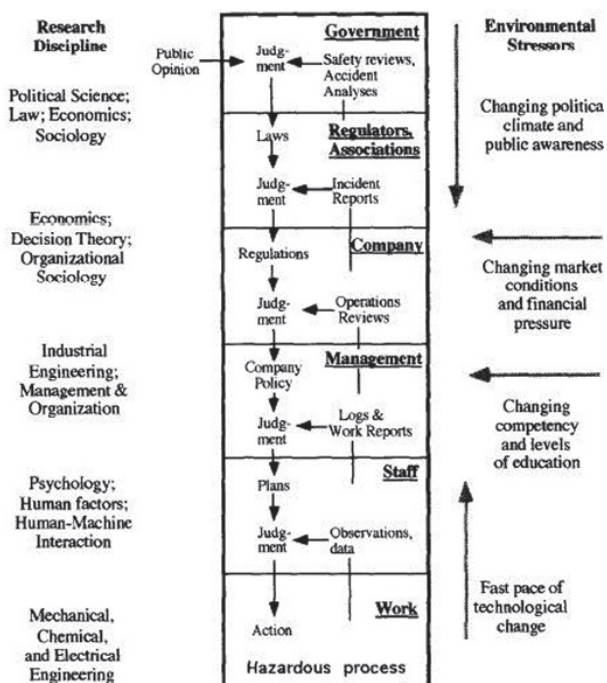 Research
Discipline
Political Science;
Law; Economics;
Sociology
Economics;
Decision Theory;
Organizational
Sociology
Industrial
Engineering;
Management &
Organization
Psychology;
Human factors;
Human-Machine
Interaction
Mechanical,
Chemical,
and Electrical
Engineering
Public
Opinion
Government
Judg-
ment
Safety reviews,
Accident
Analyses
Laws
Regulators,
Associations
Judg-
ment
Incident
Reports
Company
Regulations
Judg-
ment
Operations
Reviews
Management
Company
Policy
Judg-
ment
Logs &
Work Reports
Staff
Plans
Judg-
ment
Observations,
data
Work
Action
Hazardous process
Environmental
Stressors
Changing political
climate and
public awareness
Changing market
conditions
and financial
pressure
Changing
competency
and levels
of education
Fast pace of
technological
change